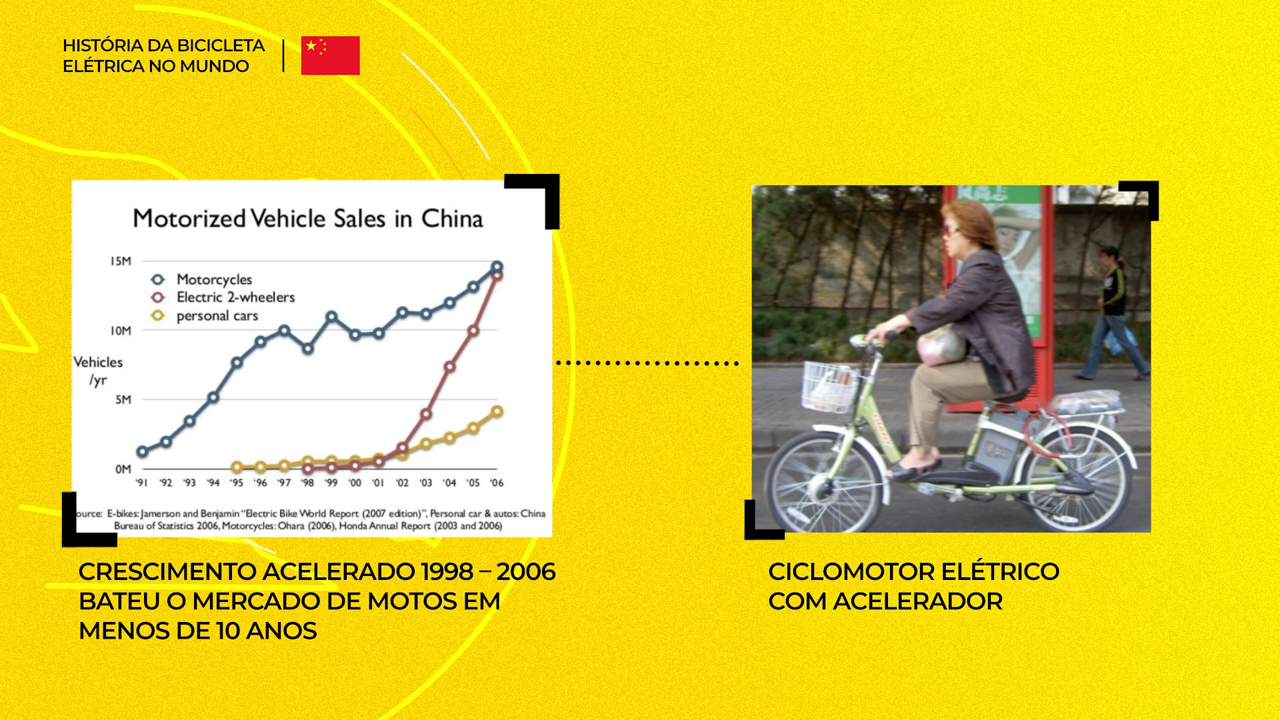 HISTÓRIA DA BICICLETA
ELÉTRICA NO MUNDO
Motorized Vehicle Sales in China
15M
Motorcycles
Electric 2-wheelers
personal cars
10M
Vehicles
/yr
5M
0M
'91 '92 '93 '94 '95 '96 '97 '98 '99 '00 '01 '02 '03 '04 '05 '06
ource: E-bikes: Jamerson and Benjamin "Electric Bike World Report (2007 edition)", Personal car & autos: China
Bureau of Statistics 2006, Motorcycles: Ohara (2006), Honda Annual Report (2003 and 2006)
CRESCIMENTO ACELERADO 1998 – 2006
BATEU O MERCADO DE MOTOS EM
MENOS DE 10 ANOS
CICLOMOTOR ELÉTRICO
COM ACELERADOR